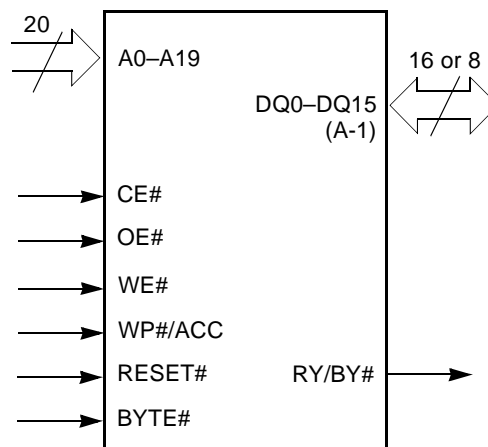 20
A0–A19
16 or 8
DQ0–DQ15
(A-1)
CE#
OE#
WE#
WP#/ACC
RESET#
RY/BY#
BYTE#